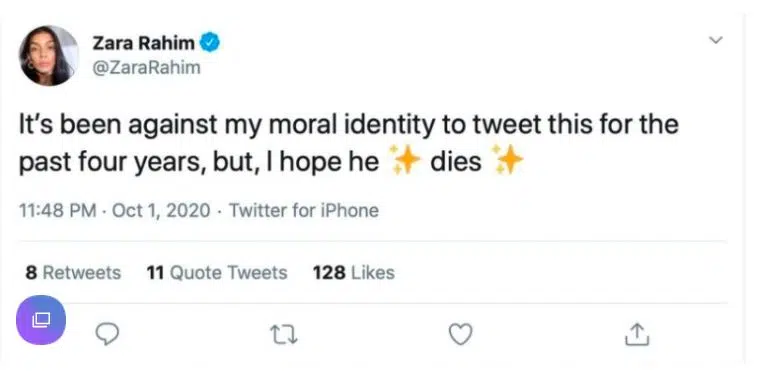 Zara Rahim
@ZaraRahim
It's been against my moral identity to tweet this for the
past four years, but, I hope he ✨ dies ✨
11:48 PM · Oct 1, 2020 · Twitter for iPhone
8 Retweets 11 Quote Tweets 128 Likes